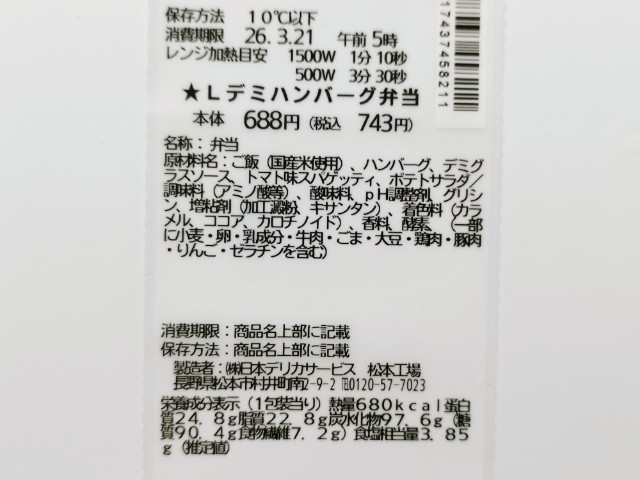 保存方法　１０℃以下
消費期限　26. 3.21　午前 5時
レンジ加熱目安　1500W　1分 10秒
500W　3分 30秒
17437458211
★Ｌデミハンバーグ弁当
本体　688円（税込　743円）
名称：弁当
原材料名：ご飯（国産米使用）、ハンバーグ、デミグ
ラスソース、トマト味スパゲッティ、ポテトサラダ／
調味料（アミノ酸等）、酸味料、ｐＨ調整剤、グリシ
ン、増粘剤（加工澱粉、キサンタン）、着色料（カラ
メル、ココア、カロチノイド）、香料、酵素、（一部
に小麦・卵・乳成分・牛肉・ごま・大豆・鶏肉・豚肉
・りんご・ゼラチンを含む）
消費期限：商品名上部に記載
保存方法：商品名上部に記載
製造者：㈱日本デリカサービス　松本工場
長野県松本市村井町南2-9-2 ℡0120-57-7023
栄養成分表示（１包装当り）熱量６８０ｋｃａｌ蛋白
質２４．８ｇ脂質２２．８ｇ炭水化物９７．６ｇ（糖
質９０．４ｇ食物繊維７．２ｇ）食塩相当量３．８５
ｇ（推定値）